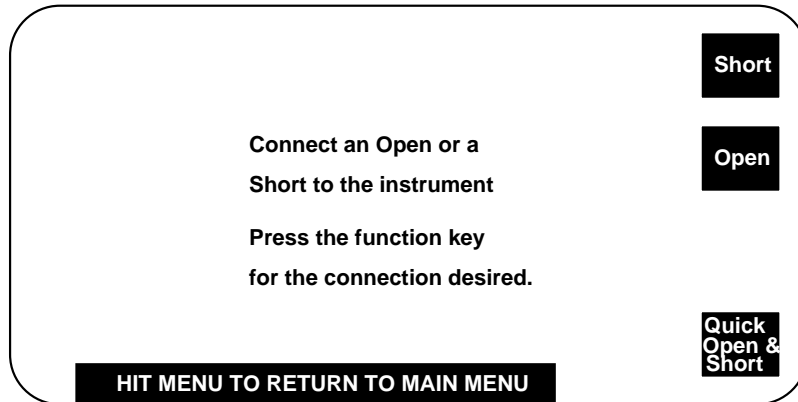 Short
Connect an Open or a
Open
Short to the instrument
Press the function key
for the connection desired.
Quick
Open &
Short
HIT MENU TO RETURN TO MAIN MENU